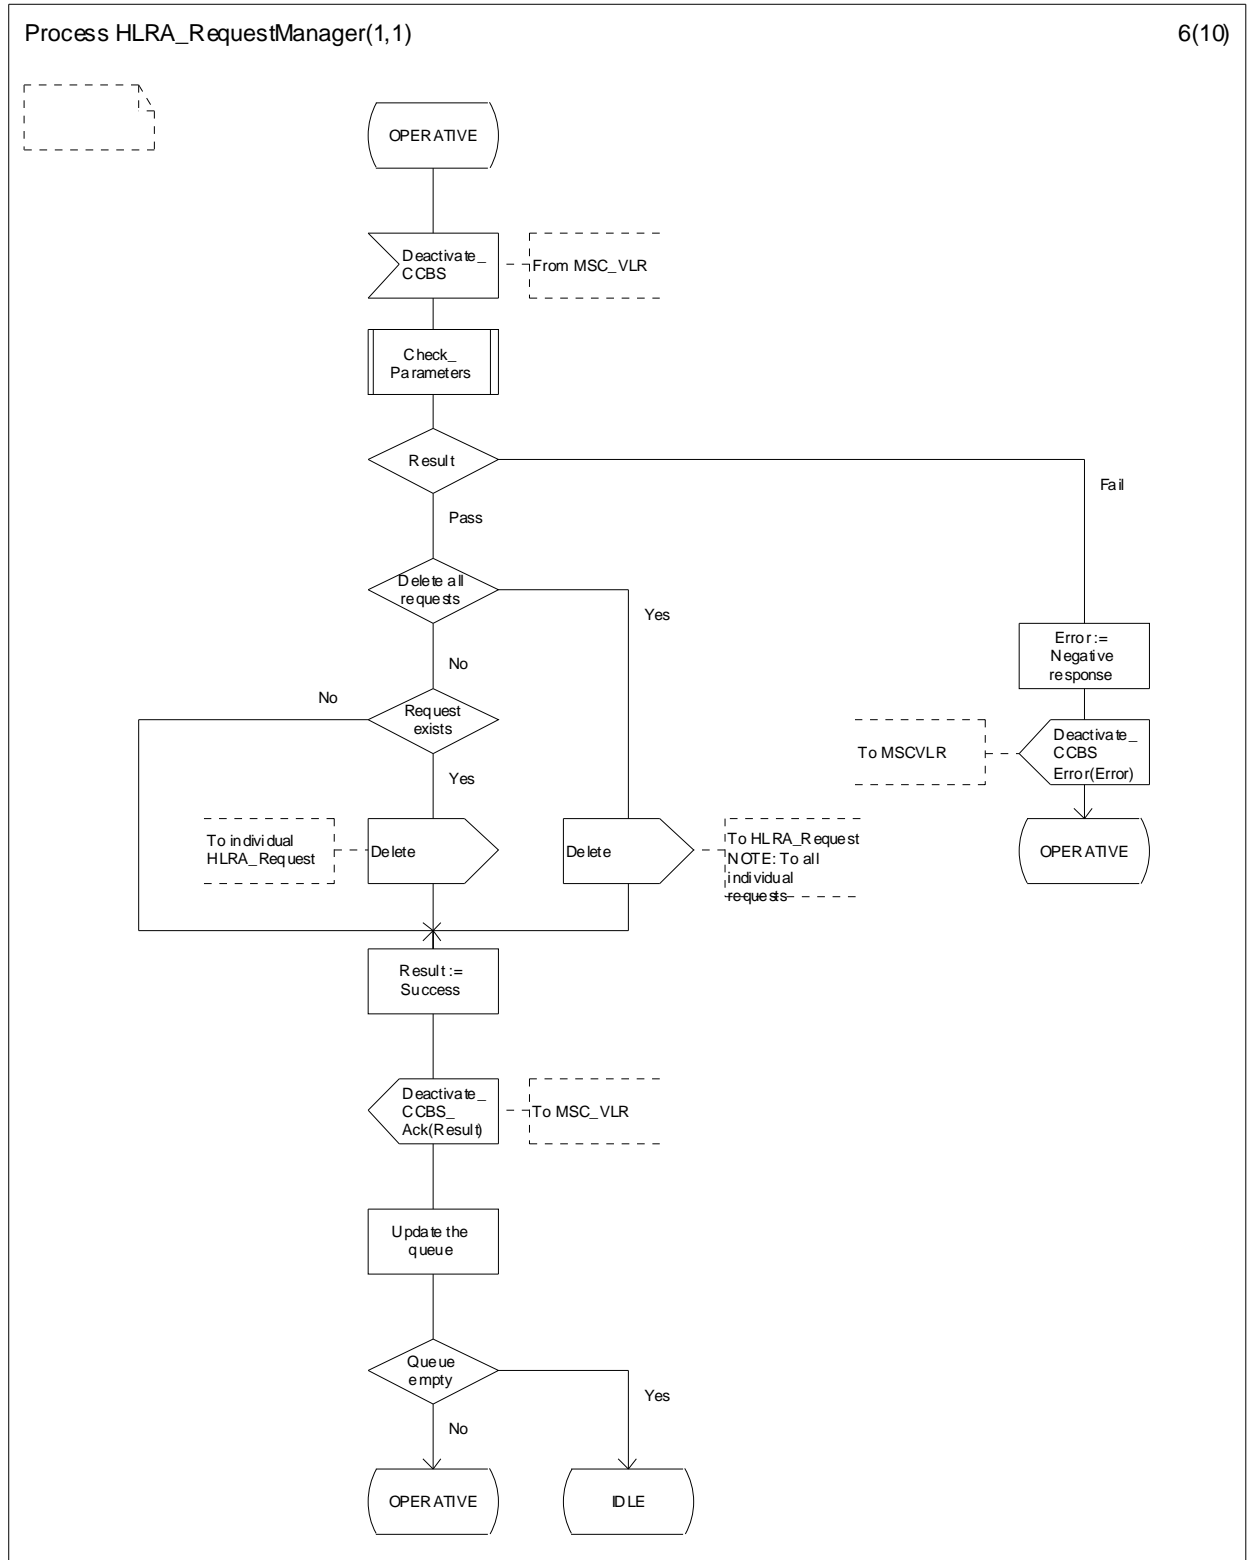 Process HLRA_RequestManager(1,1)
6(10)
OPERATIVE
Deactivate_
CCBS
From MSC_VLR
Check_
Parameters
Result
Fail
Pass
Delete all
requests
Yes
No
Error :=
Negative
response
No
Request
exists
Yes
To MSCVLR
Deactivate_
CCBS
Error(Error)
To individual
HLRA_Request
Delete
Delete
To HLRA_Request
NOTE: To all
individual
requests
OPERATIVE
Result :=
Success
Deactivate_
CCBS_
Ack(Result)
To MSC_VLR
Update the
queue
Queue
empty
Yes
No
OPERATIVE
IDLE